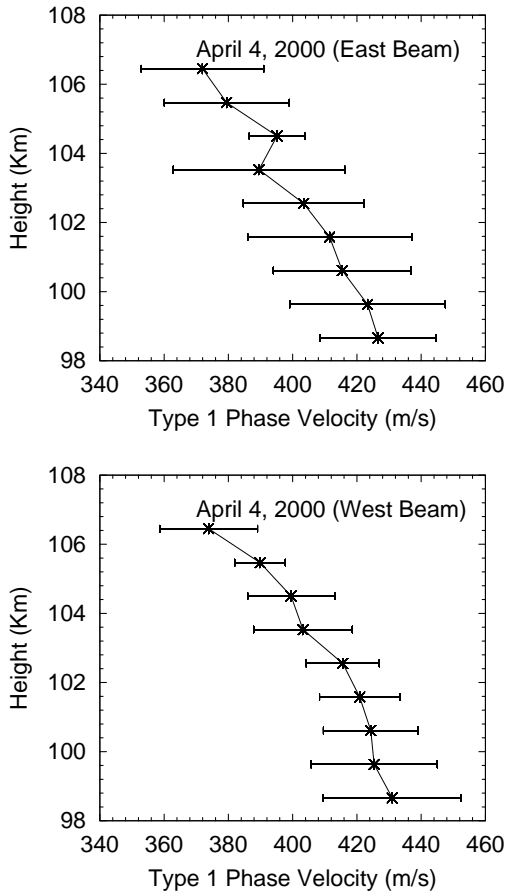 108
April 4, 2000 (East Beam)
106
104
102
100
98
Height (Km)
340 360 380 400 420 440 460
Type 1 Phase Velocity (m/s)
108
April 4, 2000 (West Beam)
106
104
102
100
98
Height (Km)
340 360 380 400 420 440 460
Type 1 Phase Velocity (m/s)